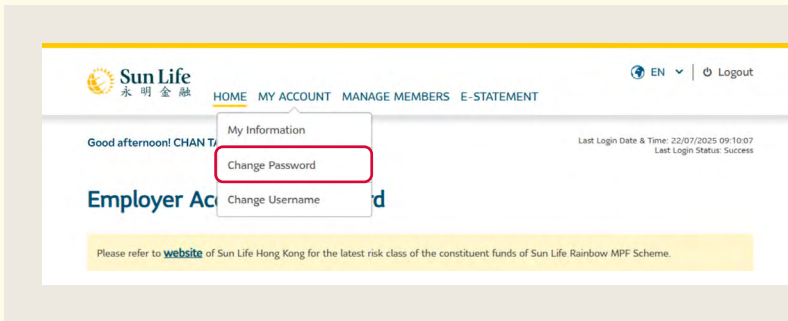 Sun Life
永明金融
EN
Logout
HOME MY ACCOUNT MANAGE MEMBERS E-STATEMENT
Good afternoon! CHAN
My Information
Change Password
Change Username
Last Login Date & Time: 22/07/2025 09:10:07
Last Login Status: Success
Employer
Please refer to website of Sun Life Hong Kong for the latest risk class of the constituent funds of Sun Life Rainbow MPF Scheme.